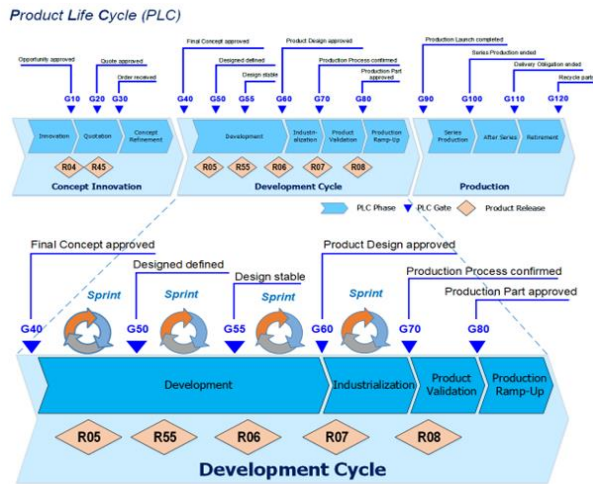 Product Life Cycle (PLC)
Final Concept approved
Product Design approved
Production Launch completed
Designed defined
Series Production ended
Opportunity approved
Quote approved
Production Process confirmed
Delivery Obligation ended
Order received
Design stable
Production Part
approved
Recycle parts
G10
G20
G30
G40
G50
G55
G60
G70
G80
G90
G100
G110
G120
Innovation
Quotation
Concept
Refinement
Development
Industri-
alization
Product
Validation
Production
Ramp-Up
Series
Production
After Series
Retirement
R04
R45
R05
R55
R06
R07
R08
Concept Innovation
Development Cycle
Production
PLC Phase
PLC Gate
Product Release
Final Concept approved
Product Design approved
Designed defined
Production Process confirmed
Design stable
Production Part approved
Sprint
Sprint
Sprint
Sprint
G40
G50
G55
G60
G70
G80
Development
Industrialization
Product
Validation
Production
Ramp-Up
R05
R55
R06
R07
R08
Development Cycle